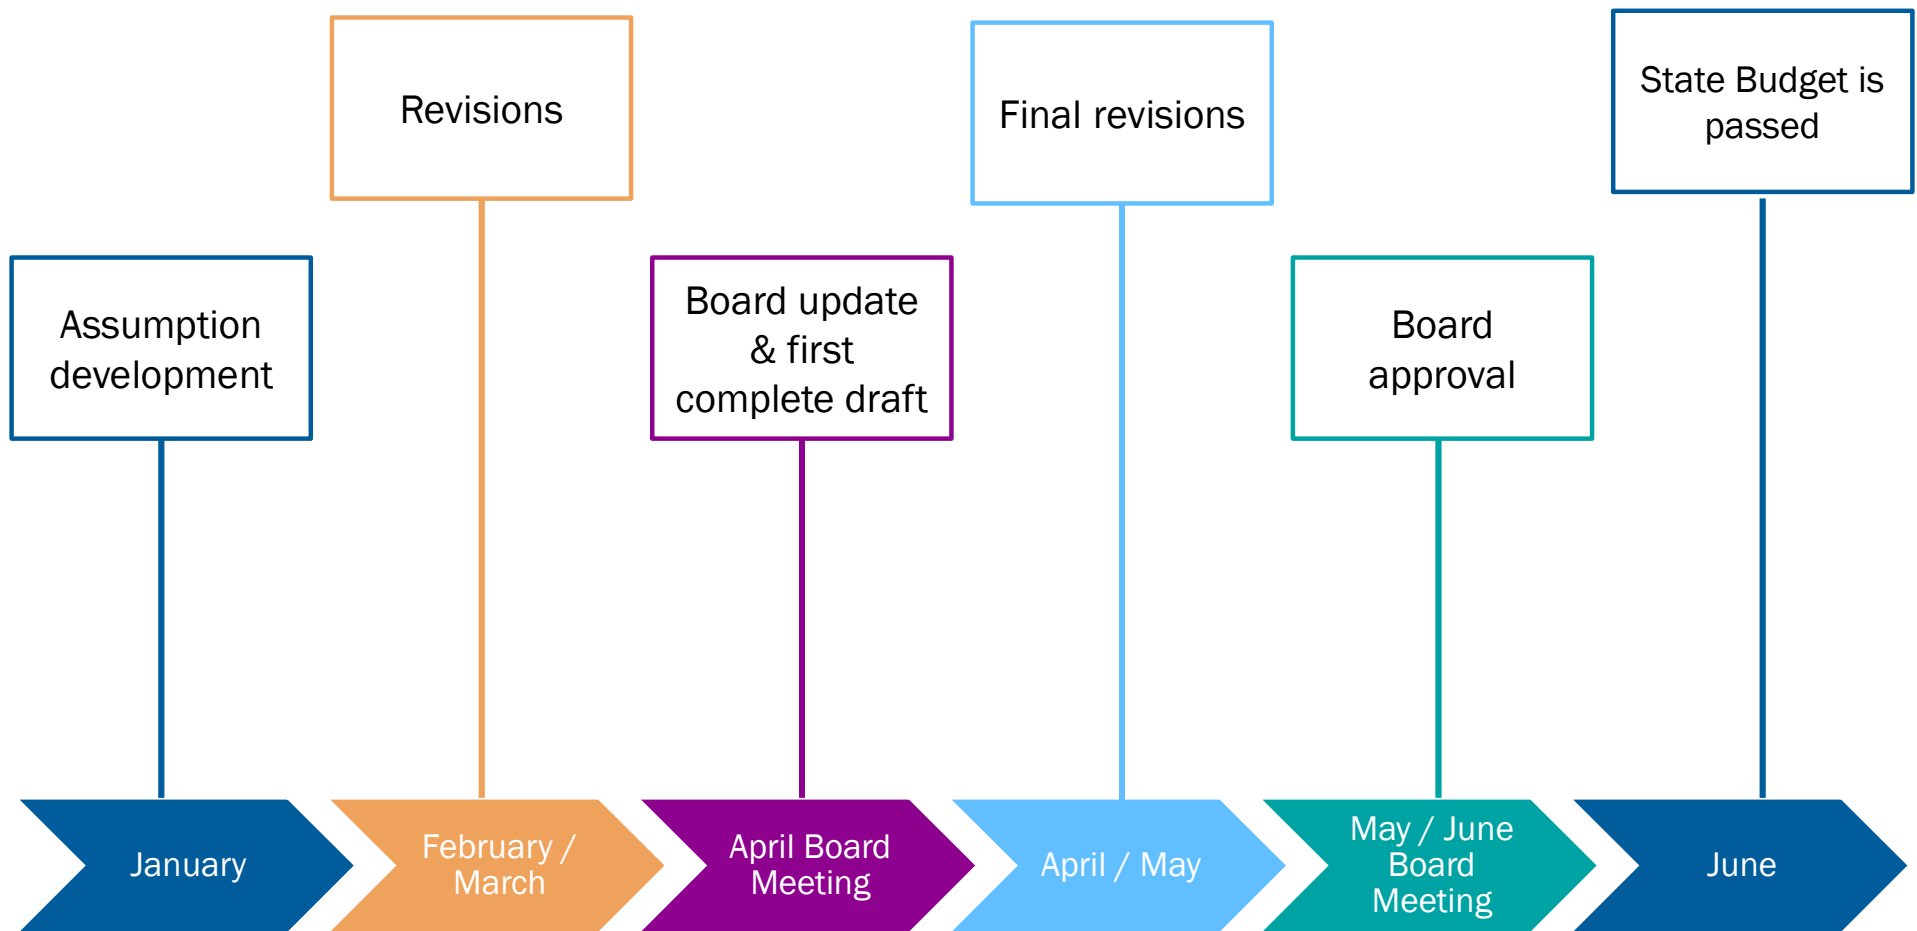 Revisions
Final revisions
State Budget is
passed
Assumption
development
Board update
& first
complete draft
Board
approval
January
February /
March
April Board
Meeting
April / May
May / June
Board
Meeting
June